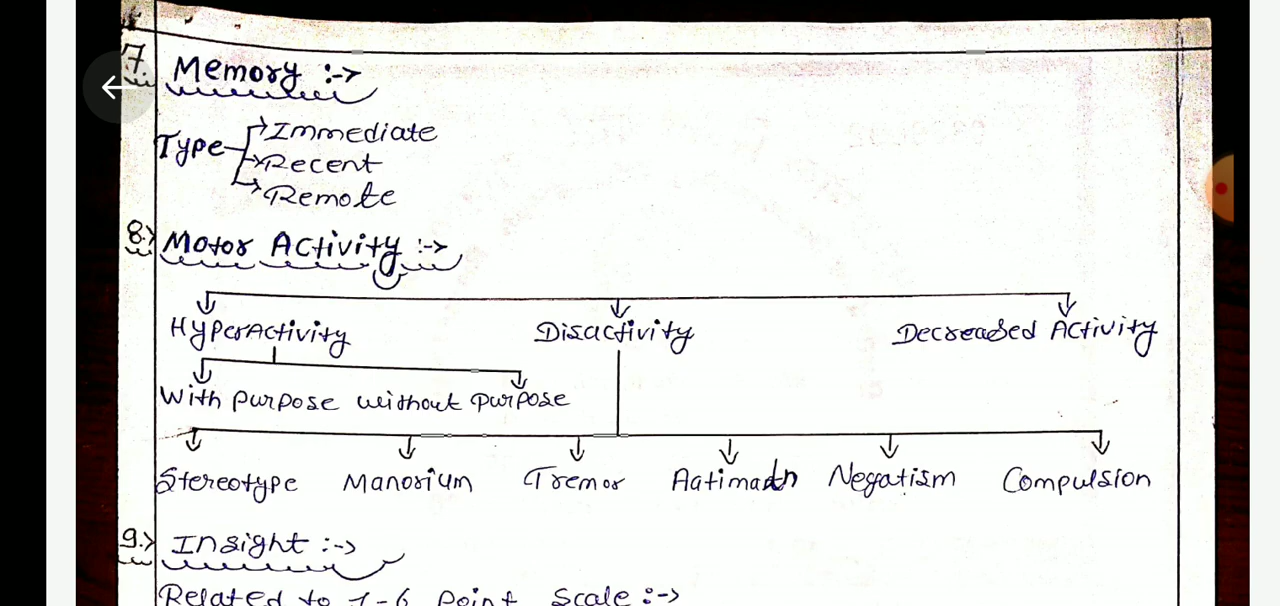 7. Memory :->
Type -> Immediate
-> Recent
-> Remote
8.> Motor Activity :->
HyperActivity Disactivity Decreased Activity
With purpose without purpose
Stereotype Manorium Tremor Negatism Compulsion
9.> Insight :->
Related to 1-6 point scale :->